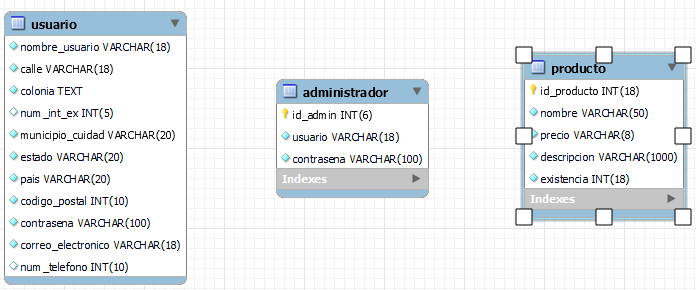 usuario
nombre_usuario VARCHAR(18)
calle VARCHAR(18)
colonia TEXT
num_int_ex INT(5)
municipio_cuidad VARCHAR(20)
estado VARCHAR(20)
pais VARCHAR(20)
codigo_postal INT(10)
contrasena VARCHAR(100)
correo_electronico VARCHAR(18)
num_telefono INT(10)
administrador
id_admin INT(6)
usuario VARCHAR(18)
contrasena VARCHAR(100)
Indexes
producto
id_producto INT(18)
nombre VARCHAR(50)
precio VARCHAR(8)
descripcion VARCHAR(1000)
existencia INT(18)
Indexes